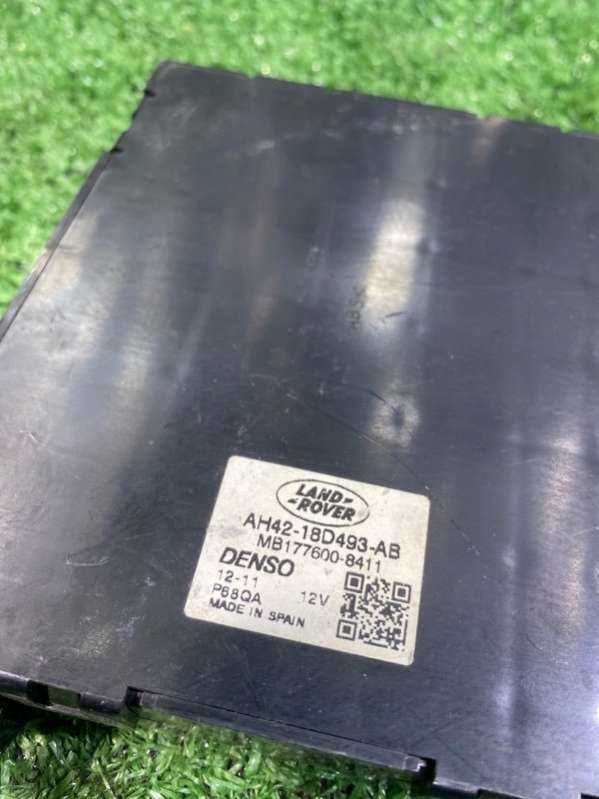 LAND
ROVER
AH42-18D493-AB
MB177600-8411
DENSO
12-11
P68QA 12V
MADE IN SPAIN